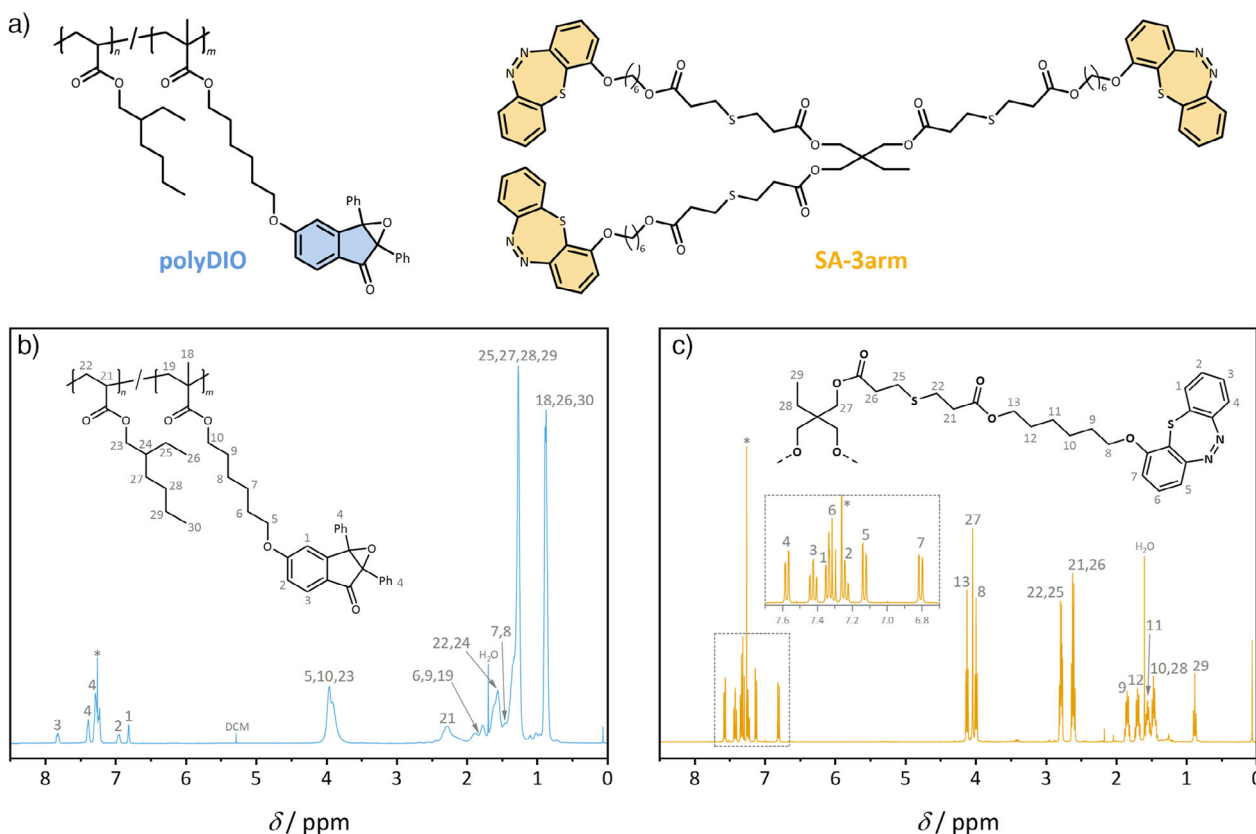 a)
n / m
O O O O
O
Ph O
Ph
O
polyDIO
N N S O 6 O O S O O
O O S O O 6 O S N N
N N S O 6 O O S O O
SA-3arm
b)
22 21 n / 19 18 m
O O O O
23 24 25 26 27 28 29 30
10 9 8 7 6 5
O 1 2 3 4 Ph O Ph 4 O
25,27,28,29
18,26,30
7,8
22,24
H₂O
6,9,19
5,10,23
21
DCM
*
4
4
3
2
1
8 7 6 5 4 3 2 1 0
δ / ppm
c)
29 28 27 O O 26 25 S 22 21 O O 13 12 11 10 9 8 O
O O
1 2 3 4 S N N 7 6 5
*
4 3 1 6 * 2 5 7
7.6 7.4 7.2 7.0 6.8
27
13
8
22,25
21,26
H₂O
11
9
12
10,28
29
8 7 6 5 4 3 2 1 0
δ / ppm